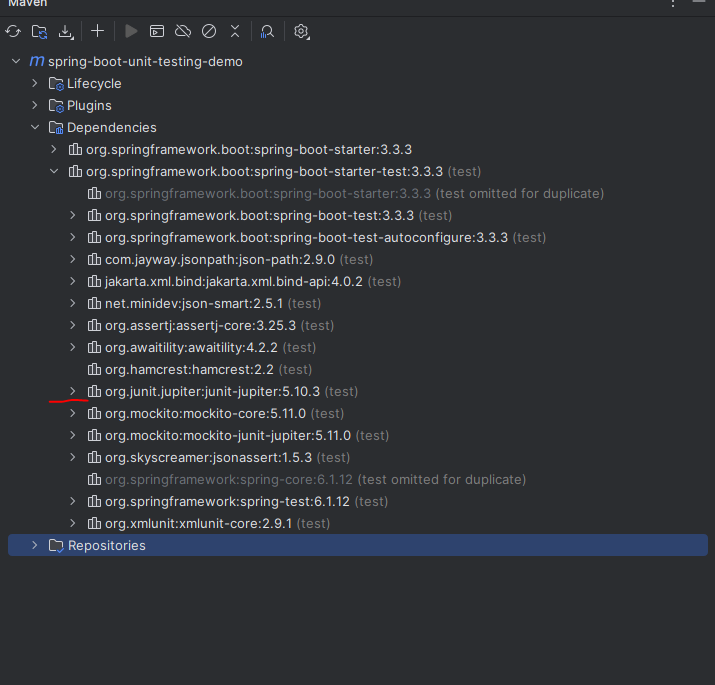 Maven
m spring-boot-unit-testing-demo
Lifecycle
Plugins
Dependencies
org.springframework.boot:spring-boot-starter:3.3.3
org.springframework.boot:spring-boot-starter-test:3.3.3 (test)
org.springframework.boot:spring-boot-starter:3.3.3 (test omitted for duplicate)
org.springframework.boot:spring-boot-test:3.3.3 (test)
org.springframework.boot:spring-boot-test-autoconfigure:3.3.3 (test)
com.jayway.jsonpath:json-path:2.9.0 (test)
jakarta.xml.bind:jakarta.xml.bind-api:4.0.2 (test)
net.minidev:json-smart:2.5.1 (test)
org.assertj:assertj-core:3.25.3 (test)
org.awaitility:awaitility:4.2.2 (test)
org.hamcrest:hamcrest:2.2 (test)
org.junit.jupiter:junit-jupiter:5.10.3 (test)
org.mockito:mockito-core:5.11.0 (test)
org.mockito:mockito-junit-jupiter:5.11.0 (test)
org.skyscreamer:jsonassert:1.5.3 (test)
org.springframework:spring-core:6.1.12 (test omitted for duplicate)
org.springframework:spring-test:6.1.12 (test)
org.xmlunit:xmlunit-core:2.9.1 (test)
Repositories